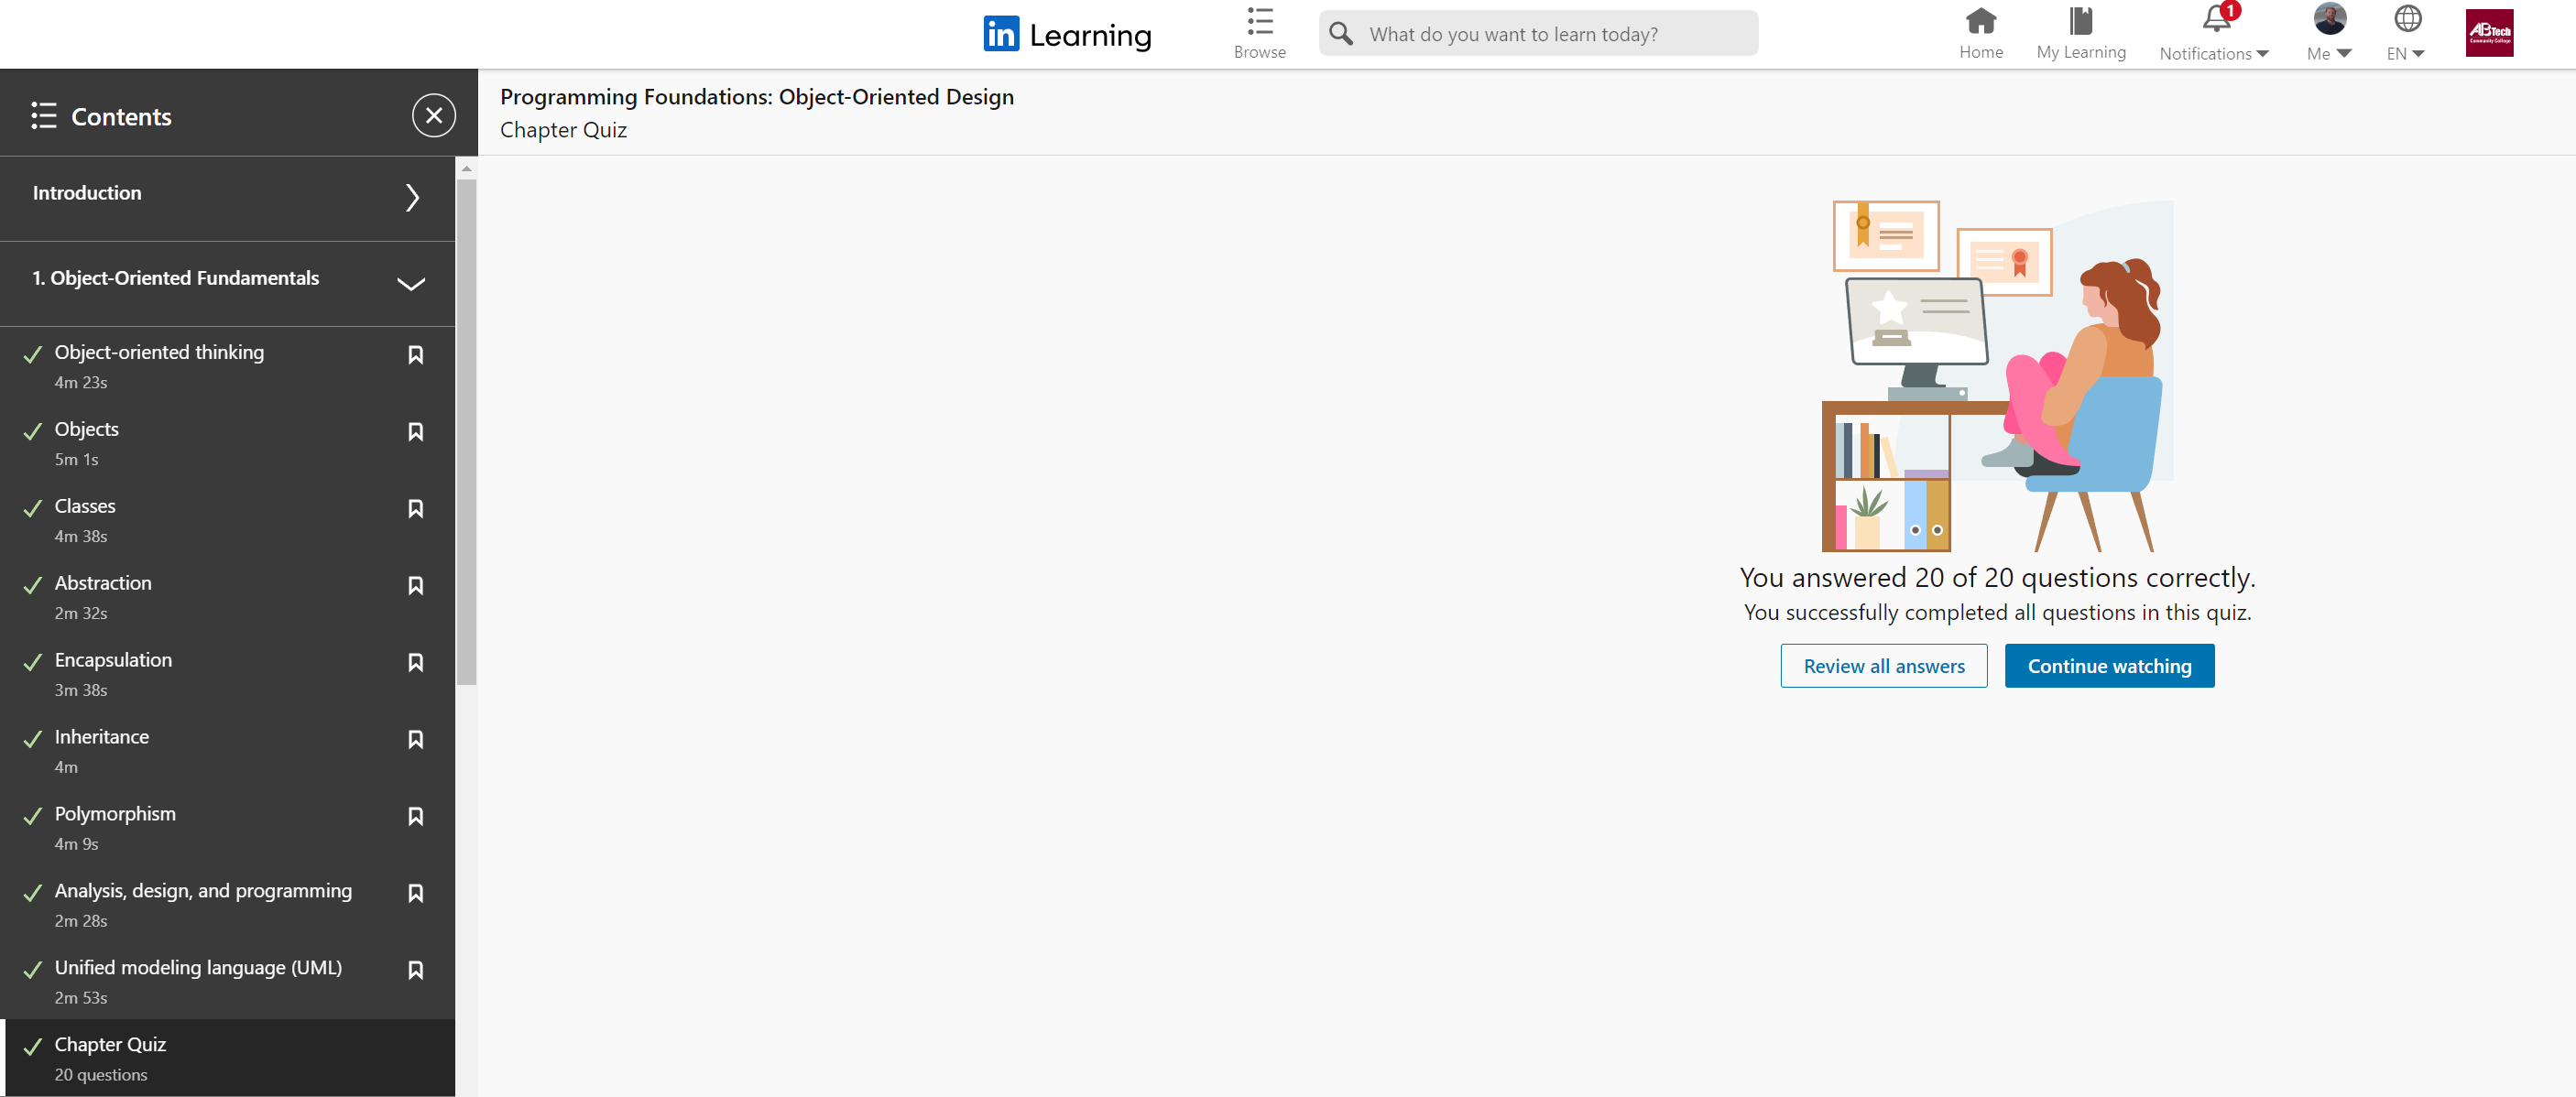 in Learning
Browse
What do you want to learn today?
Home
My Learning
1
Notifications
Me
EN
AB Tech
Community College
Contents
Programming Foundations: Object-Oriented Design
Chapter Quiz
Introduction
1. Object-Oriented Fundamentals
Object-oriented thinking
4m 23s
Objects
5m 1s
Classes
4m 38s
Abstraction
2m 32s
Encapsulation
3m 38s
Inheritance
4m
Polymorphism
4m 9s
Analysis, design, and programming
2m 28s
Unified modeling language (UML)
2m 53s
Chapter Quiz
20 questions
You answered 20 of 20 questions correctly.
You successfully completed all questions in this quiz.
Review all answers
Continue watching